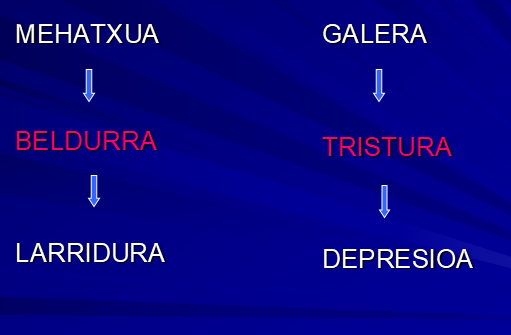 MEHATXUA
GALERA
BELDURRA
TRISTURA
LARRIDURA
DEPRESIOA